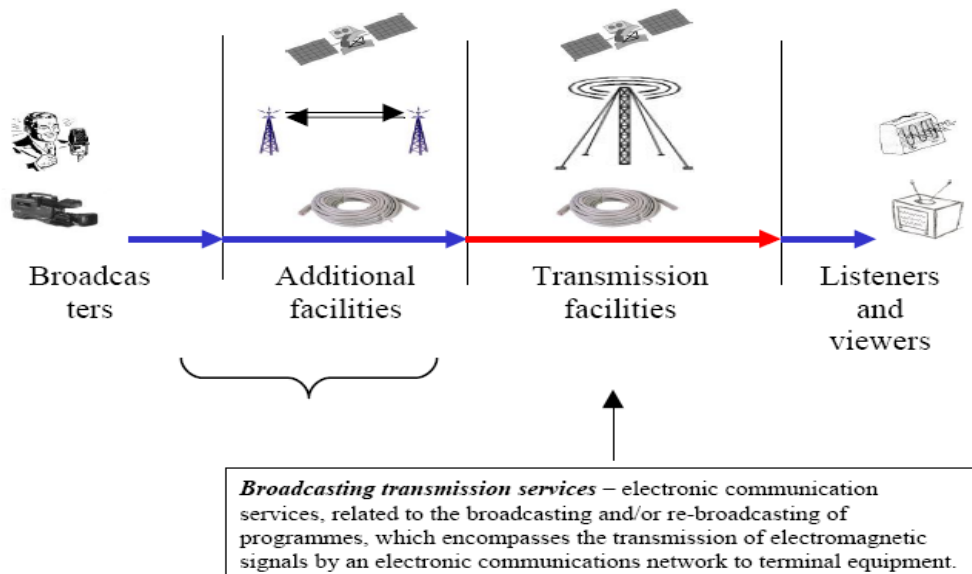 Broadcas
ters
Additional
facilities
Transmission
facilities
Listeners
and
viewers
Broadcasting transmission services – electronic communication
services, related to the broadcasting and/or re-broadcasting of
programmes, which encompasses the transmission of electromagnetic
signals by an electronic communications network to terminal equipment.